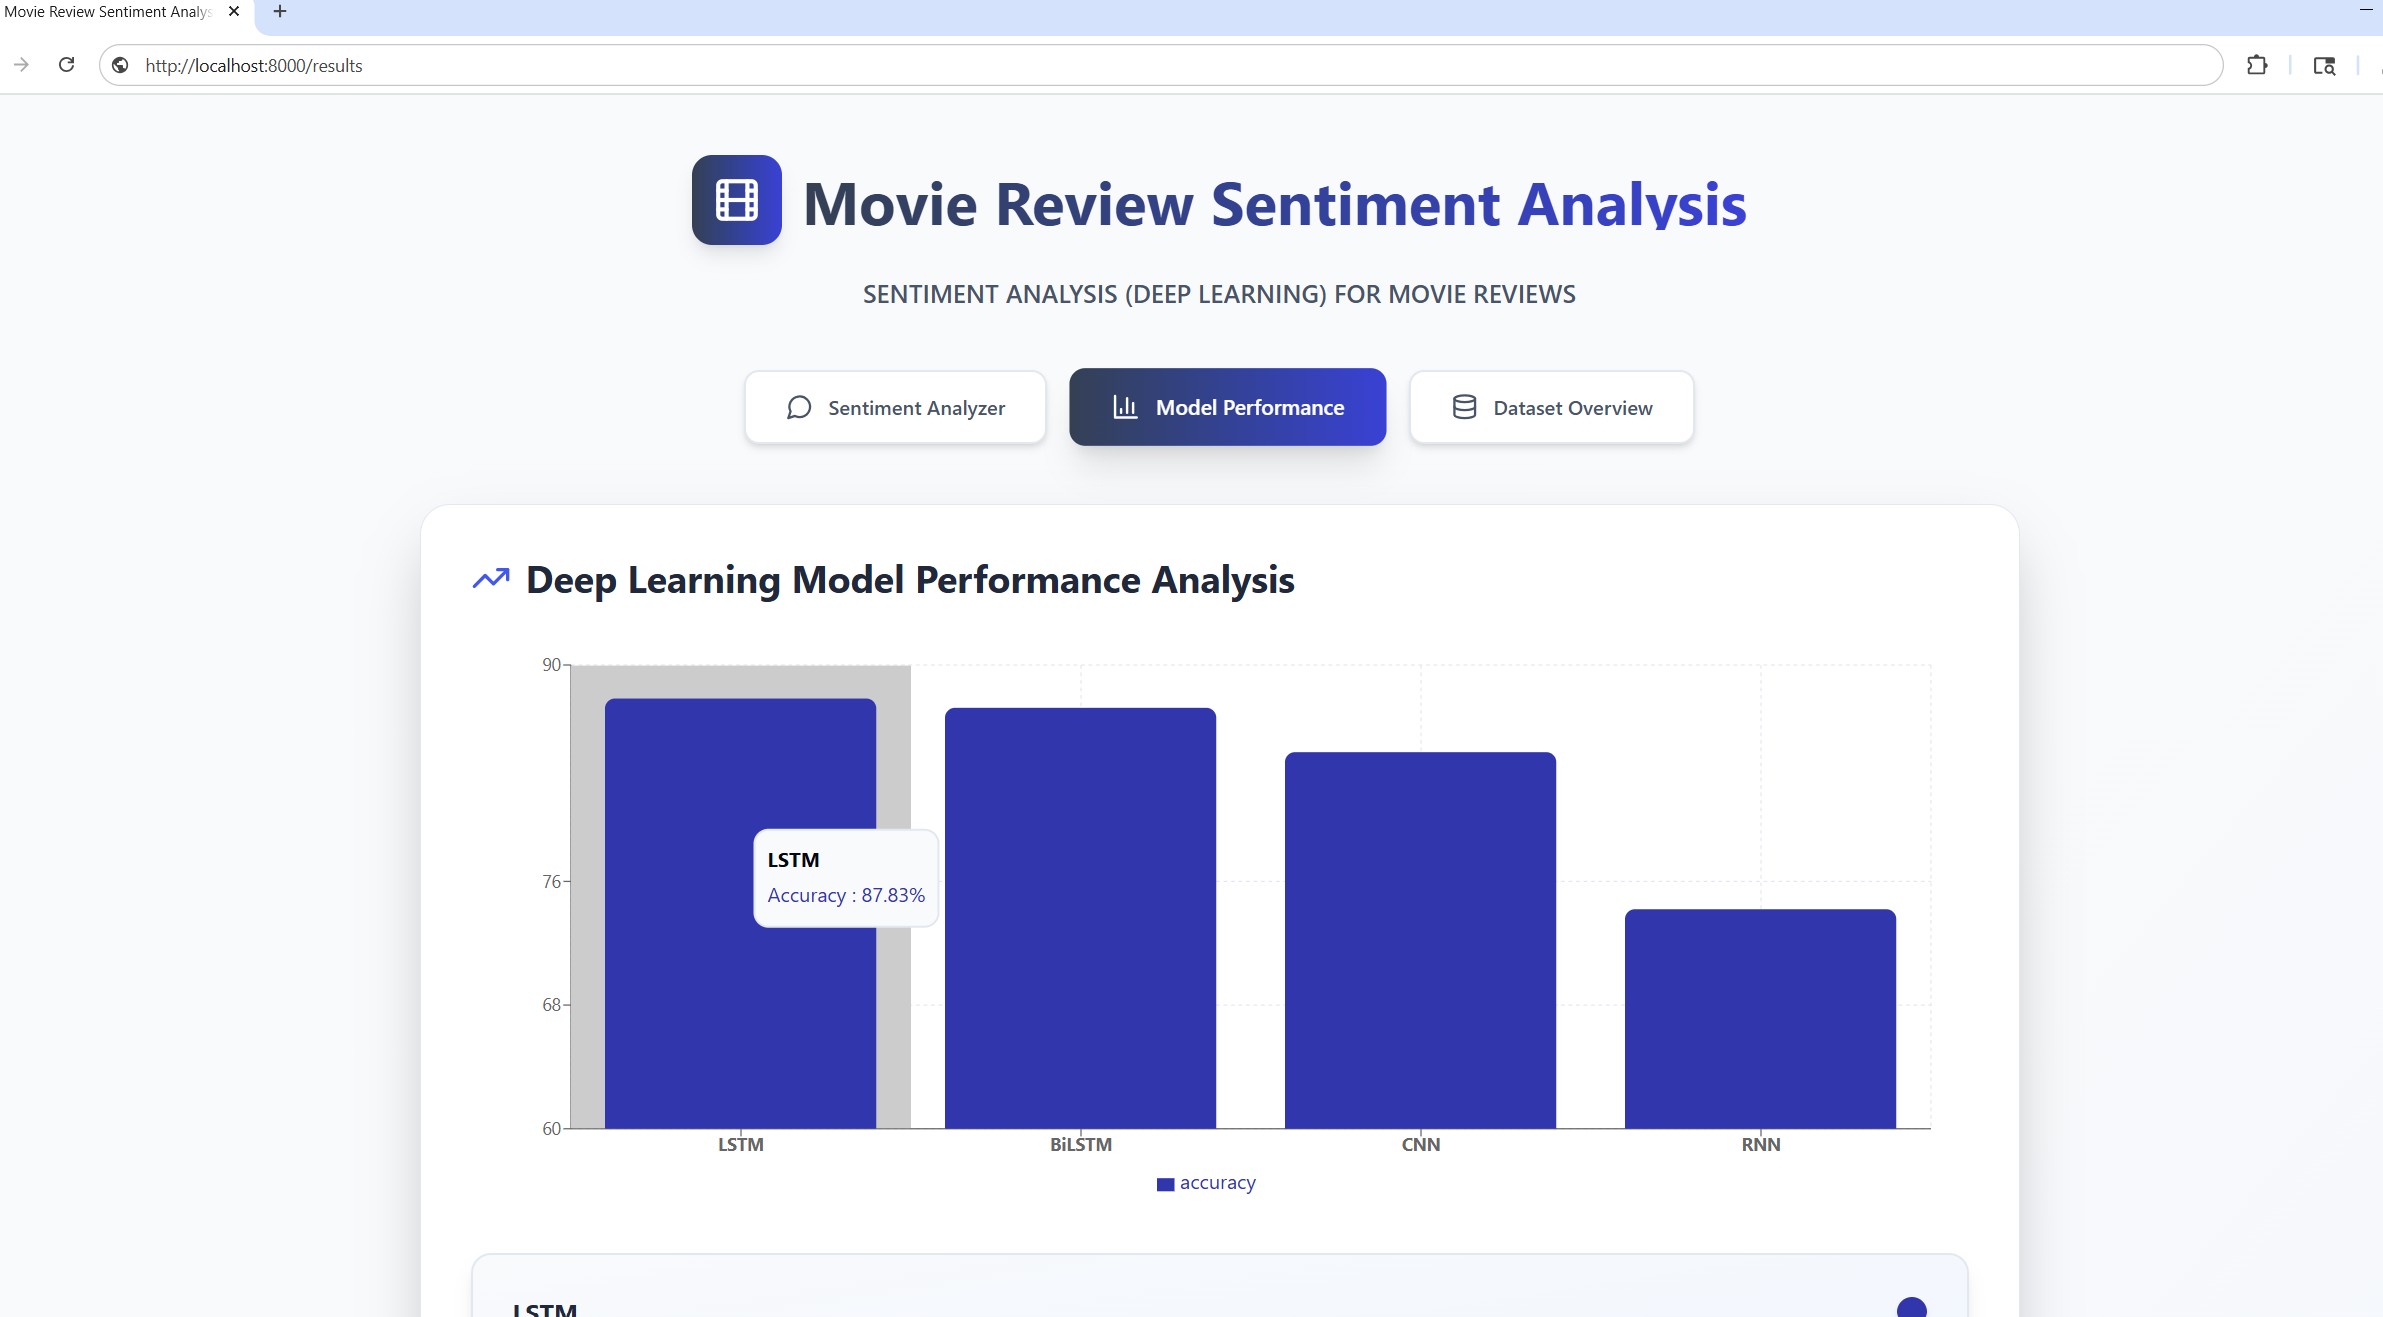 Movie Review Sentiment Analys
http://localhost:8000/results
Movie Review Sentiment Analysis
SENTIMENT ANALYSIS (DEEP LEARNING) FOR MOVIE REVIEWS
Sentiment Analyzer
Model Performance
Dataset Overview
Deep Learning Model Performance Analysis
90
76
68
60
LSTM
Accuracy : 87.83%
LSTM
BiLSTM
CNN
RNN
accuracy
LSTM